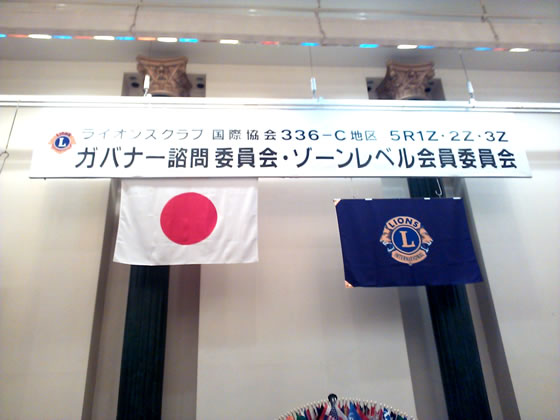 ライオンズクラブ国際協会336-C地区 5R1Z・2Z・3Z
ガバナー諮問委員会・ゾーンレベル会員委員会
L
LIONS
L
INTERNATIONAL